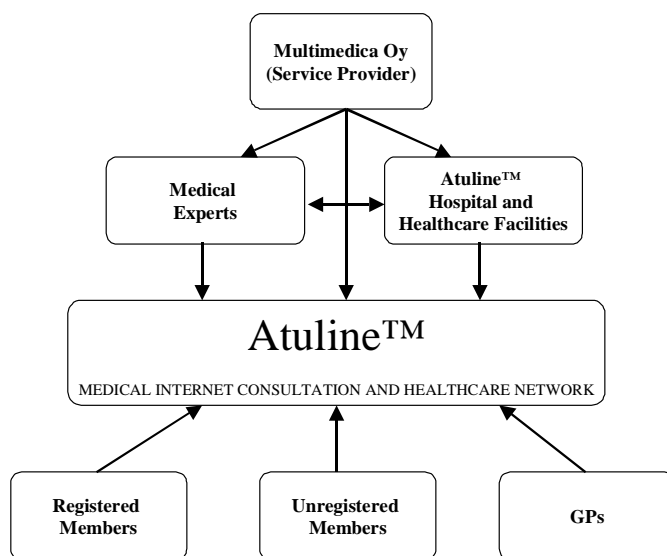 Multimedica Oy
(Service Provider)
Medical
Experts
Atuline™
Hospital and
Healthcare Facilities
Atuline™
MEDICAL INTERNET CONSULTATION AND HEALTHCARE NETWORK
Registered
Members
Unregistered
Members
GPs